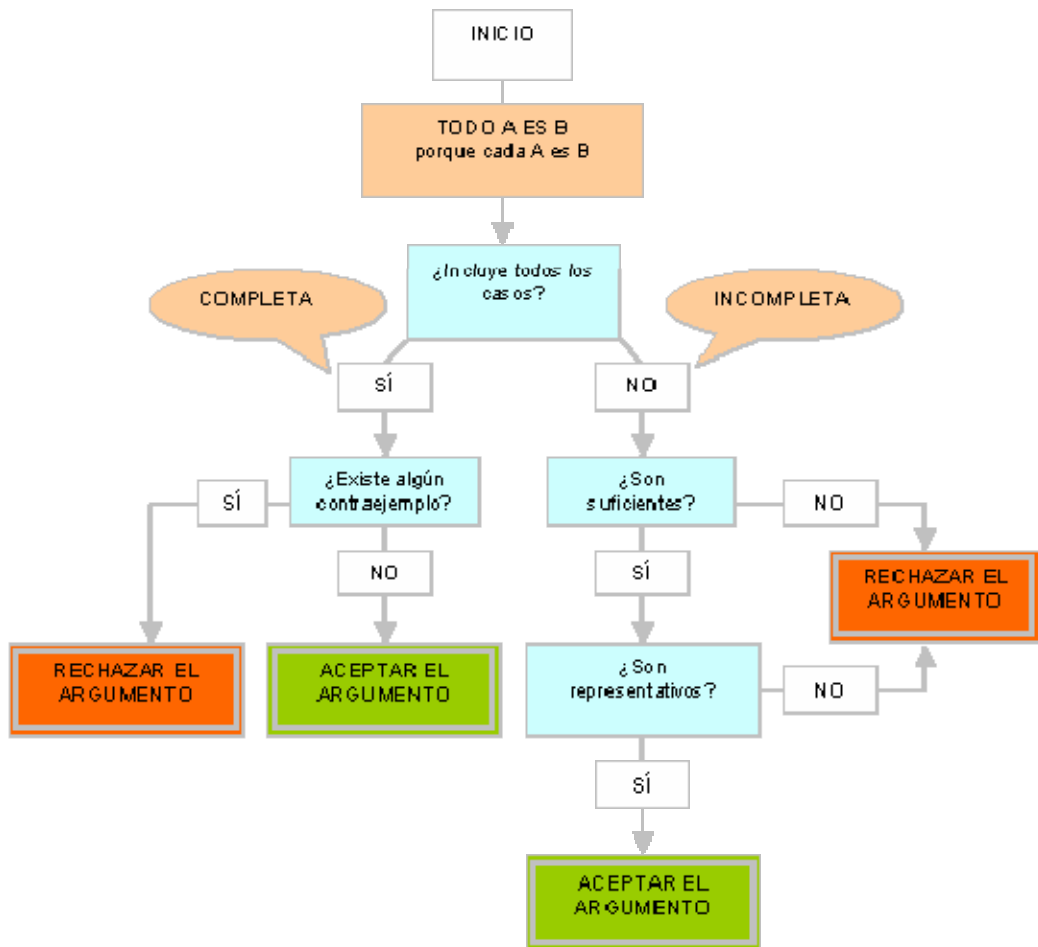 INICIO
TODO A ES B
porque cada A es B
¿Incluye todos los
casos?
COMPLETA
INCOMPLETA
SÍ
NO
¿Existe algún
contraejemplo?
¿Son
suficientes?
SÍ
NO
NO
SÍ
RECHAZAR EL
ARGUMENTO
RECHAZAR EL
ARGUMENTO
ACEPTAR EL
ARGUMENTO
¿Son
representativos?
NO
SÍ
ACEPTAR EL
ARGUMENTO